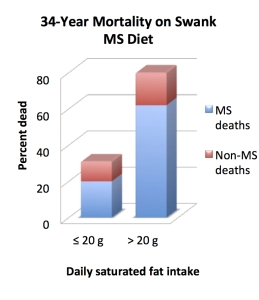 34-Year Mortality on Swank
MS Diet
80
60
40
20
0
Percent dead
MS
deaths
Non-MS
deaths
≤ 20 g > 20 g
Daily saturated fat intake